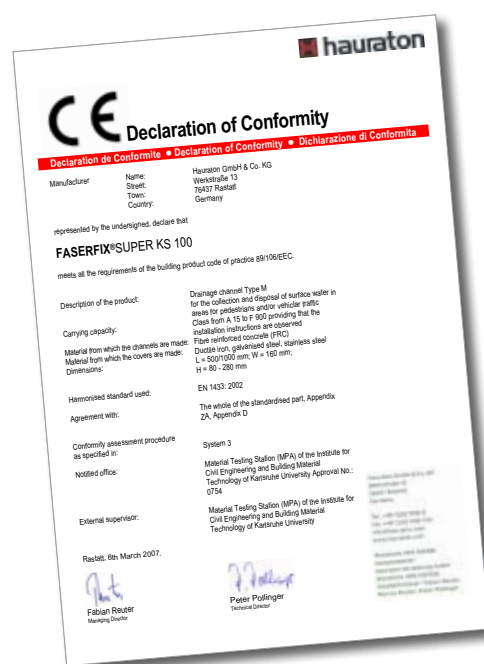 hauraton
CE Declaration of Conformity
Declaration de Conformite ● Declaration of Conformity ● Dichiarazione di Conformita
Manufacturer Name: Hauraton GmbH & Co. KG
Street: Werkstraße 13
Town: 76437 Rastatt
Country: Germany
represented by the undersigned, declare that
FASERFIX®SUPER KS 100
meets all the requirements of the building product code of practice 89/106/EEC.
Description of the product: Drainage channel Type M
for the collection and disposal of surface water in
areas for pedestrians and/or vehicular traffic
Carrying capacity: Class from A 15 to F 900 providing that the
installation instructions are observed
Material from which the channels are made: Fibre reinforced concrete (FRC)
Material from which the covers are made: Ductile iron, galvanised steel, stainless steel
Dimensions: L = 500/1000 mm; W = 160 mm;
H = 80 - 280 mm
Harmonised standard used: EN 1433: 2002
Agreement with: The whole of the standardised part, Appendix
ZA, Appendix D
Conformity assessment procedure
as specified in: System 3
Notified office: Material Testing Station (MPA) of the Institute for
Civil Engineering and Building Material
Technology of Karlsruhe University Approval No.:
0754
External supervisor: Material Testing Station (MPA) of the Institute for
Civil Engineering and Building Material
Technology of Karlsruhe University
Rastatt, 6th March 2007.
Fabian Reuter
Managing Director
Peter Pollinger
Technical Director